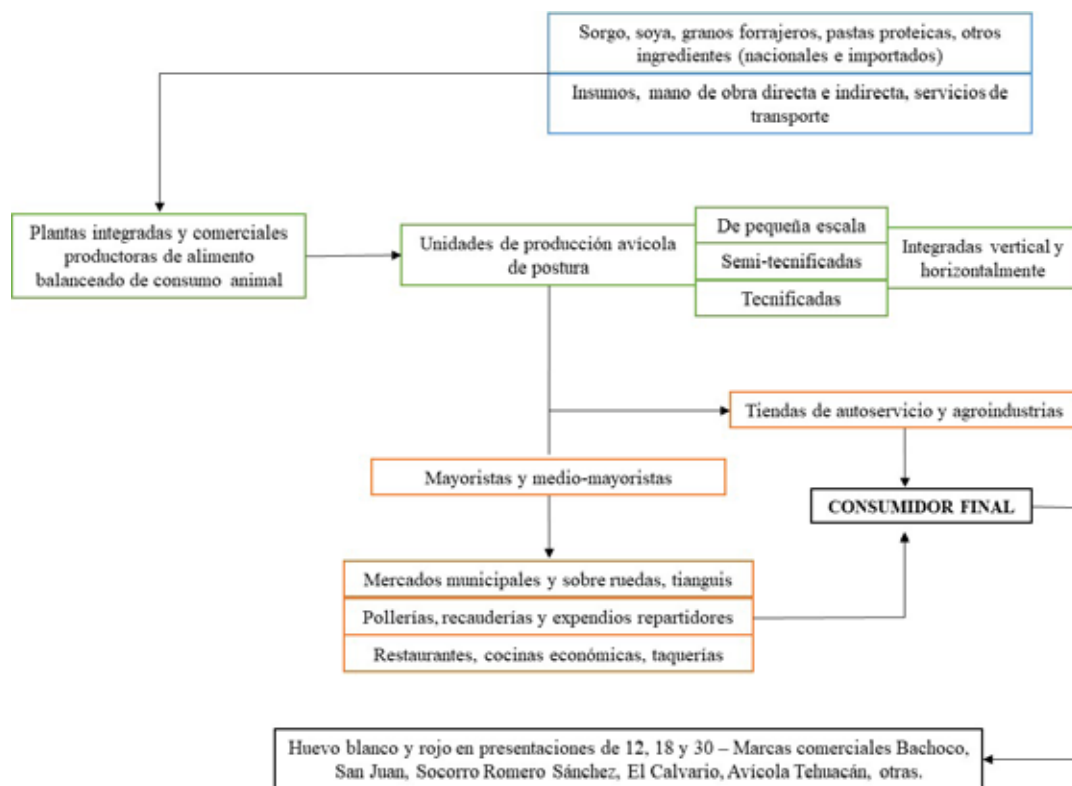 Sorgo, soya, granos forrajeros, pastas proteicas, otros
ingredientes (nacionales e importados)
Insumos, mano de obra directa e indirecta, servicios de
transporte
Plantas integradas y comerciales
productoras de alimento
balanceado de consumo animal
Unidades de producción avícola
de postura
De pequeña escala
Semi-tecnificadas
Tecnificadas
Integradas vertical y
horizontalmente
Tiendas de autoservicio y agroindustrias
Mayoristas y medio-mayoristas
CONSUMIDOR FINAL
Mercados municipales y sobre ruedas, tianguis
Pollerías, recauderías y expendios repartidores
Restaurantes, cocinas económicas, taquerías
Huevo blanco y rojo en presentaciones de 12, 18 y 30 – Marcas comerciales Bachoco,
San Juan, Socorro Romero Sánchez, El Calvario, Avícola Tehuacán, otras.